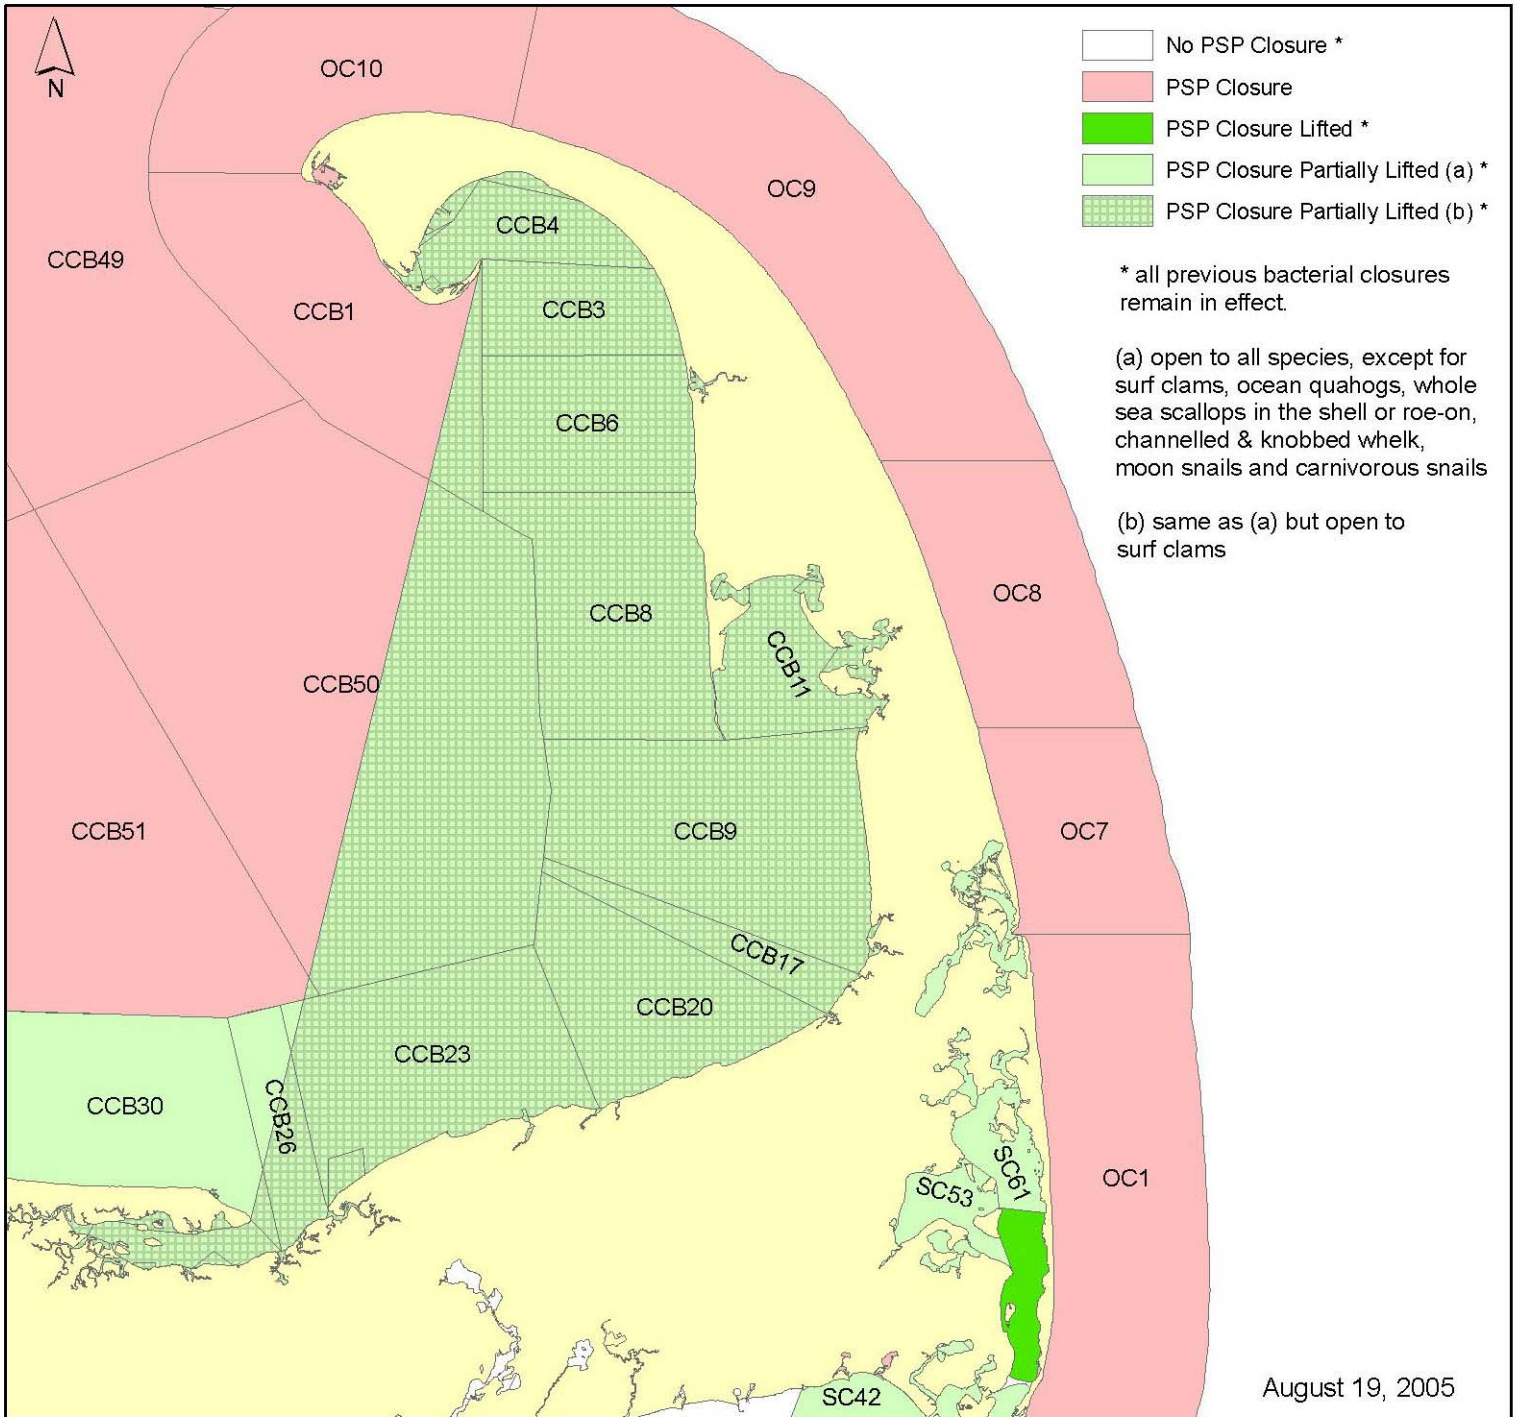 N
No PSP Closure *
PSP Closure
PSP Closure Lifted *
PSP Closure Partially Lifted (a) *
PSP Closure Partially Lifted (b) *
* all previous bacterial closures
remain in effect.
(a) open to all species, except for
surf clams, ocean quahogs, whole
sea scallops in the shell or roe-on,
channelled & knobbed whelk,
moon snails and carnivorous snails
(b) same as (a) but open to
surf clams
OC10
OC9
CCB4
CCB49
CCB1
CCB3
CCB6
OC8
CCB8
CCB11
CCB50
CCB51
CCB9
OC7
CCB17
CCB20
CCB23
CCB30
CCB26
SC61
SC53
OC1
SC42
August 19, 2005